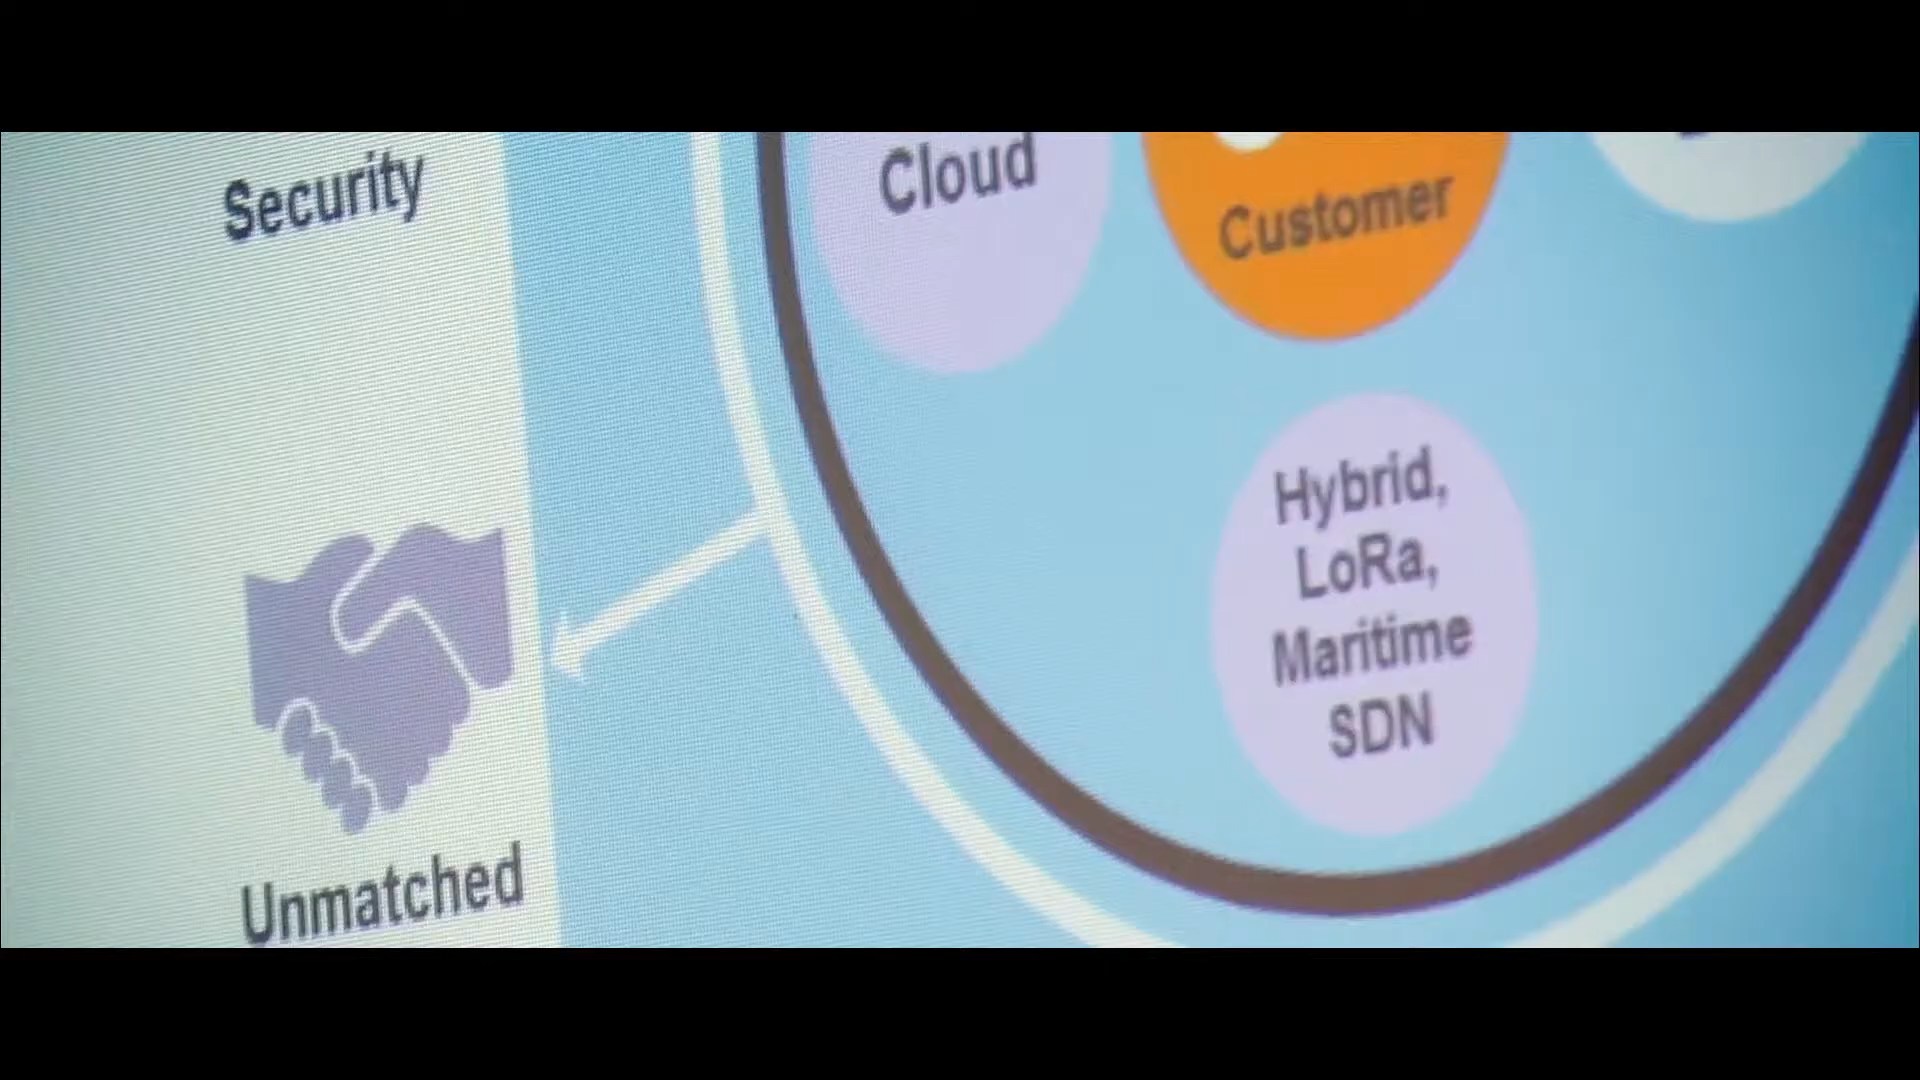 Security
Cloud
Customer
Hybrid,
LoRa,
Maritime
SDN
Unmatched